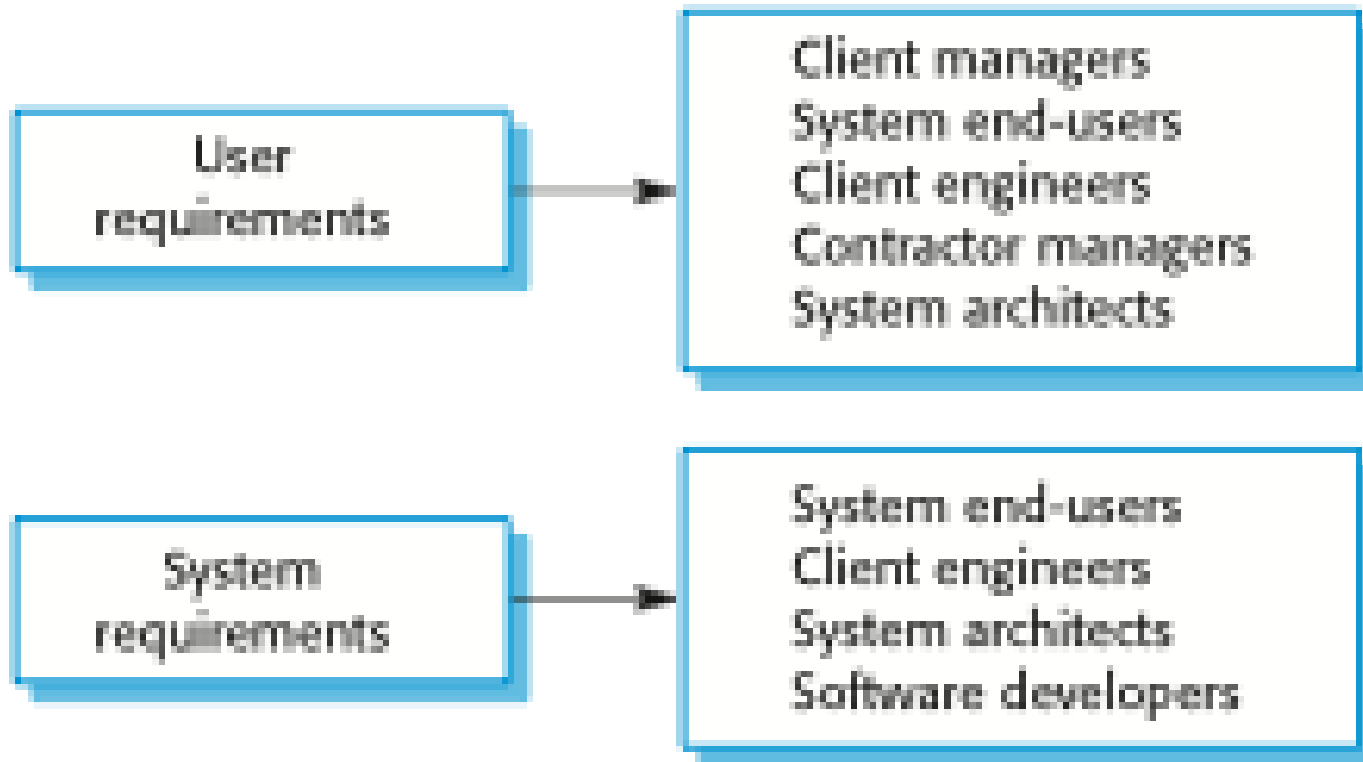 User
requirements
Client managers
System end-users
Client engineers
Contractor managers
System architects
System
requirements
System end-users
Client engineers
System architects
Software developers